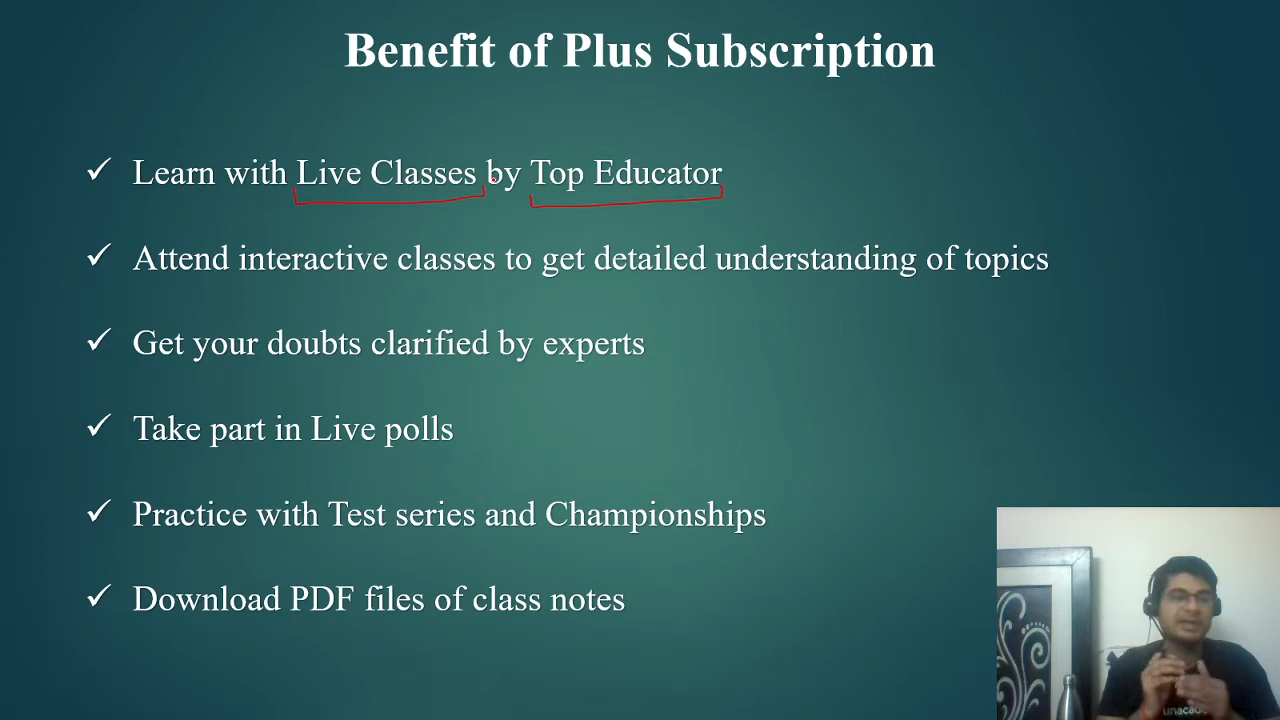 Benefit of Plus Subscription
✓ Learn with Live Classes by Top Educator
✓ Attend interactive classes to get detailed understanding of topics
✓ Get your doubts clarified by experts
✓ Take part in Live polls
✓ Practice with Test series and Championships
✓ Download PDF files of class notes